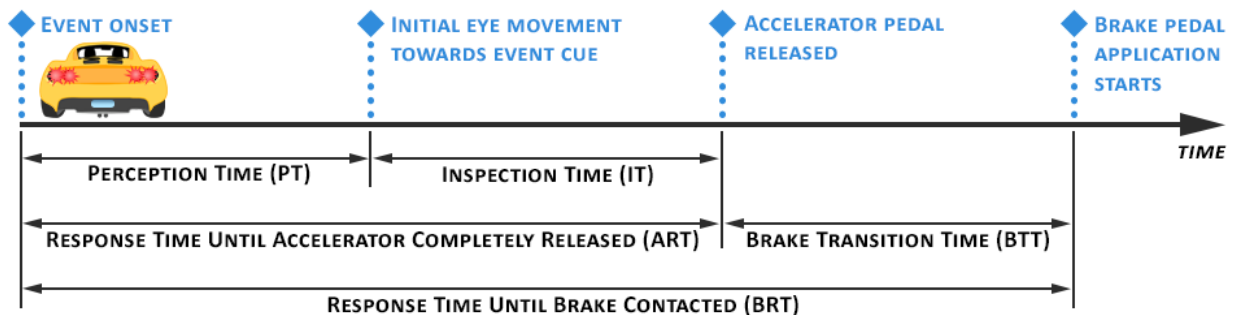 EVENT ONSET
INITIAL EYE MOVEMENT
TOWARDS EVENT CUE
ACCELERATOR PEDAL
RELEASED
BRAKE PEDAL
APPLICATION
STARTS
TIME
PERCEPTION TIME (PT)
INSPECTION TIME (IT)
RESPONSE TIME UNTIL ACCELERATOR COMPLETELY RELEASED (ART)
BRAKE TRANSITION TIME (BTT)
RESPONSE TIME UNTIL BRAKE CONTACTED (BRT)